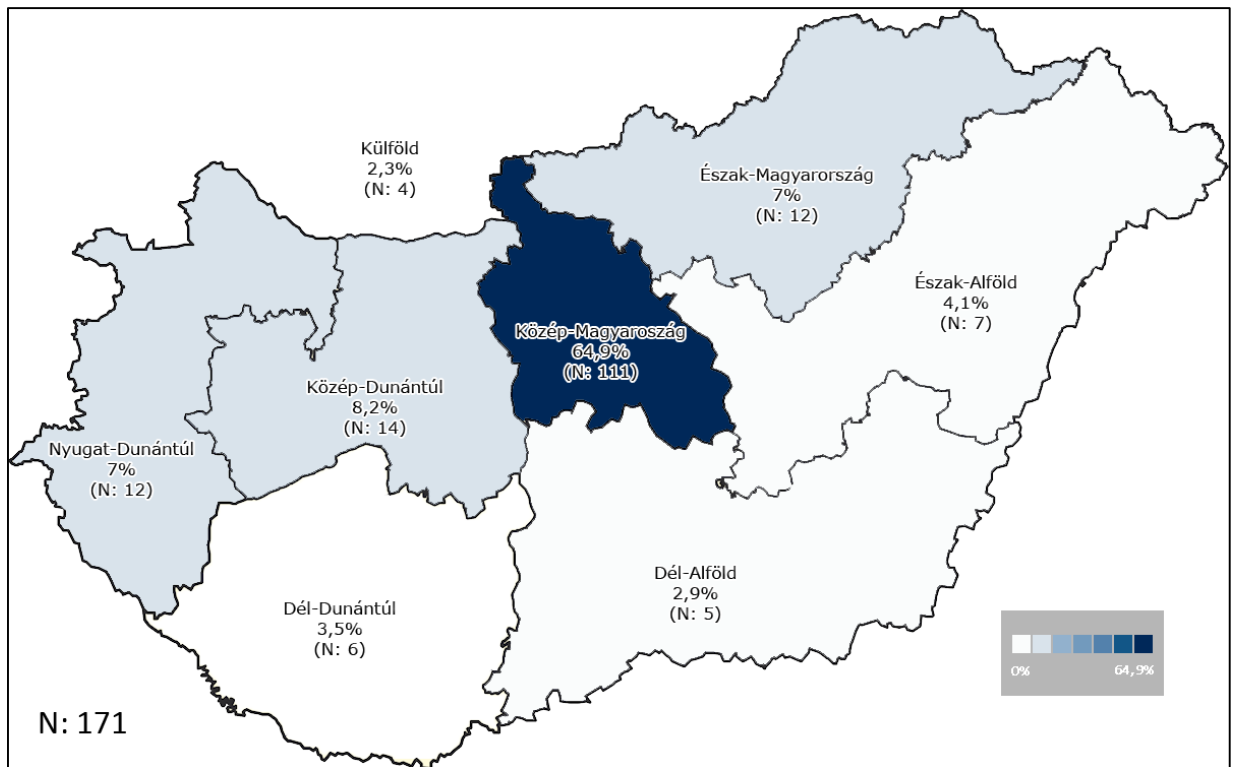 Külföld
2,3%
(N: 4)
Észak-Magyarország
7%
(N: 12)
Észak-Alföld
4,1%
(N: 7)
Közép-Magyaroszág
64,9%
(N: 111)
Közép-Dunántúl
8,2%
(N: 14)
Nyugat-Dunántúl
7%
(N: 12)
Dél-Alföld
2,9%
(N: 5)
Dél-Dunántúl
3,5%
(N: 6)
0% 64,9%
N: 171